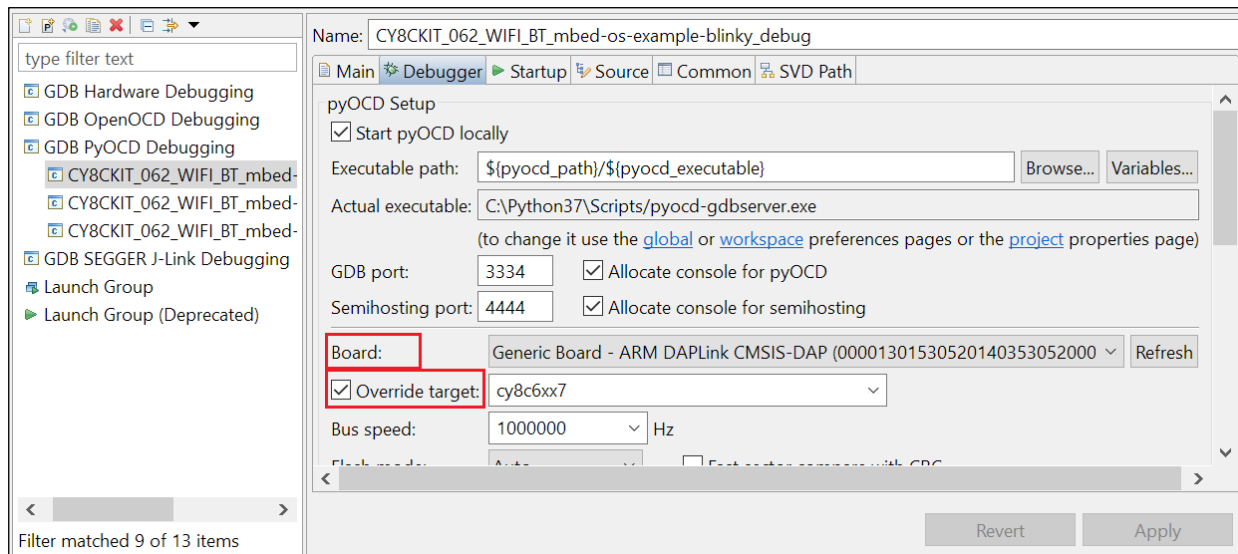 type filter text
GDB Hardware Debugging
GDB OpenOCD Debugging
GDB PyOCD Debugging
CY8CKIT_062_WIFI_BT_mbed-
CY8CKIT_062_WIFI_BT_mbed-
CY8CKIT_062_WIFI_BT_mbed-
GDB SEGGER J-Link Debugging
Launch Group
Launch Group (Deprecated)
Filter matched 9 of 13 items
Name: CY8CKIT_062_WIFI_BT_mbed-os-example-blinky_debug
Main Debugger Startup Source Common SVD Path
pyOCD Setup
Start pyOCD locally
Executable path: ${pyocd_path}/${pyocd_executable} Browse... Variables...
Actual executable: C:\Python37\Scripts/pyocd-gdbserver.exe
(to change it use the global or workspace preferences pages or the project properties page)
GDB port: 3334 Allocate console for pyOCD
Semihosting port: 4444 Allocate console for semihosting
Board: Generic Board - ARM DAPLink CMSIS-DAP (00001301530520140353052000 Refresh
Override target: cy8c6xx7
Bus speed: 1000000 Hz
Revert Apply